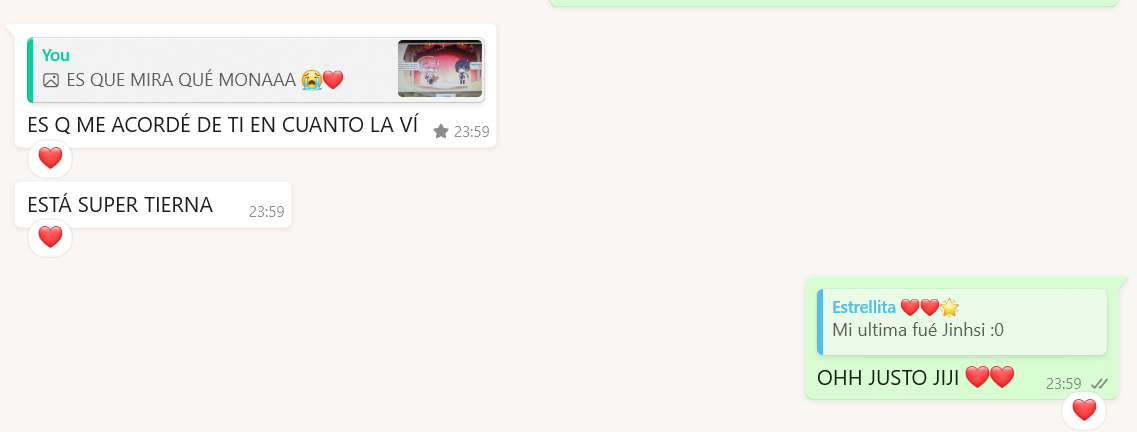 You
ES QUE MIRA QUÉ MONAAA 😭❤️
ES Q ME ACORDÉ DE TI EN CUANTO LA VÍ
23:59
❤️
ESTÁ SUPER TIERNA
23:59
❤️
Estrellita ❤️❤️🌟
Mi ultima fué Jinhsi :0
OHH JUSTO JIJI ❤️❤️
23:59
❤️